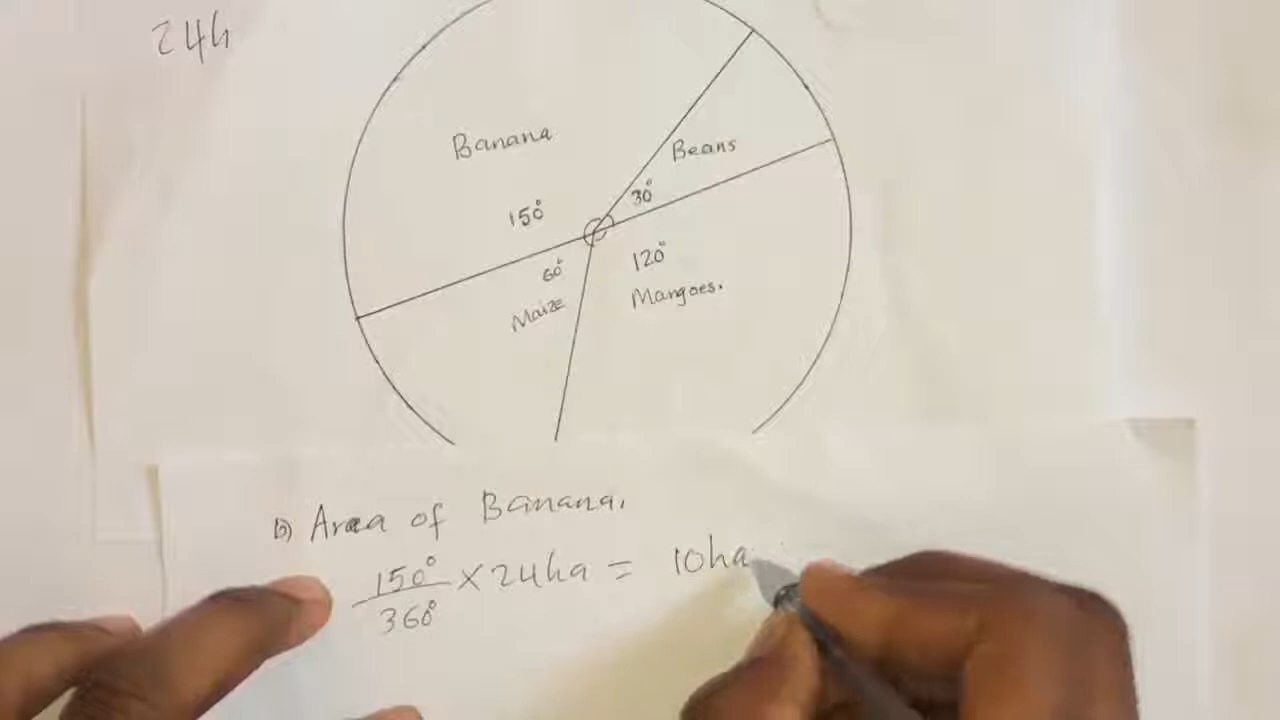 24h
Banana
Beans
30°
150°
120°
60°
Mangoes.
Maize
b) Area of Banana.
150°
360°
× 24ha = 10ha